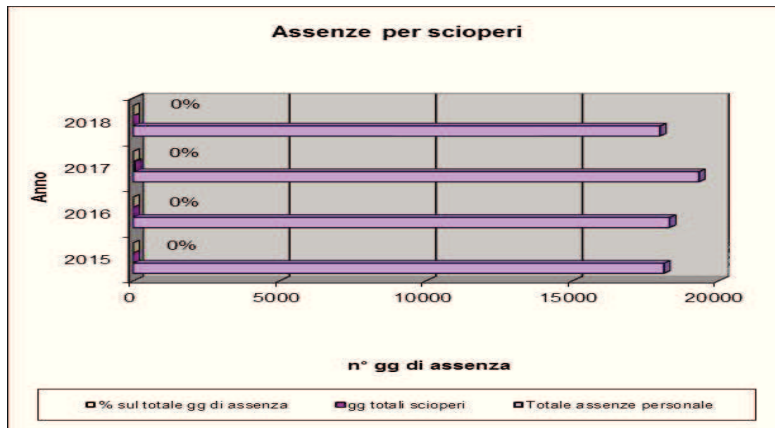 Assenze per scioperi
0%
2018
0%
2017
Anno
0%
2016
0%
2015
0 5000 10000 15000 20000
n° gg di assenza
% sul totale gg di assenza gg totali scioperi Totale assenze personale